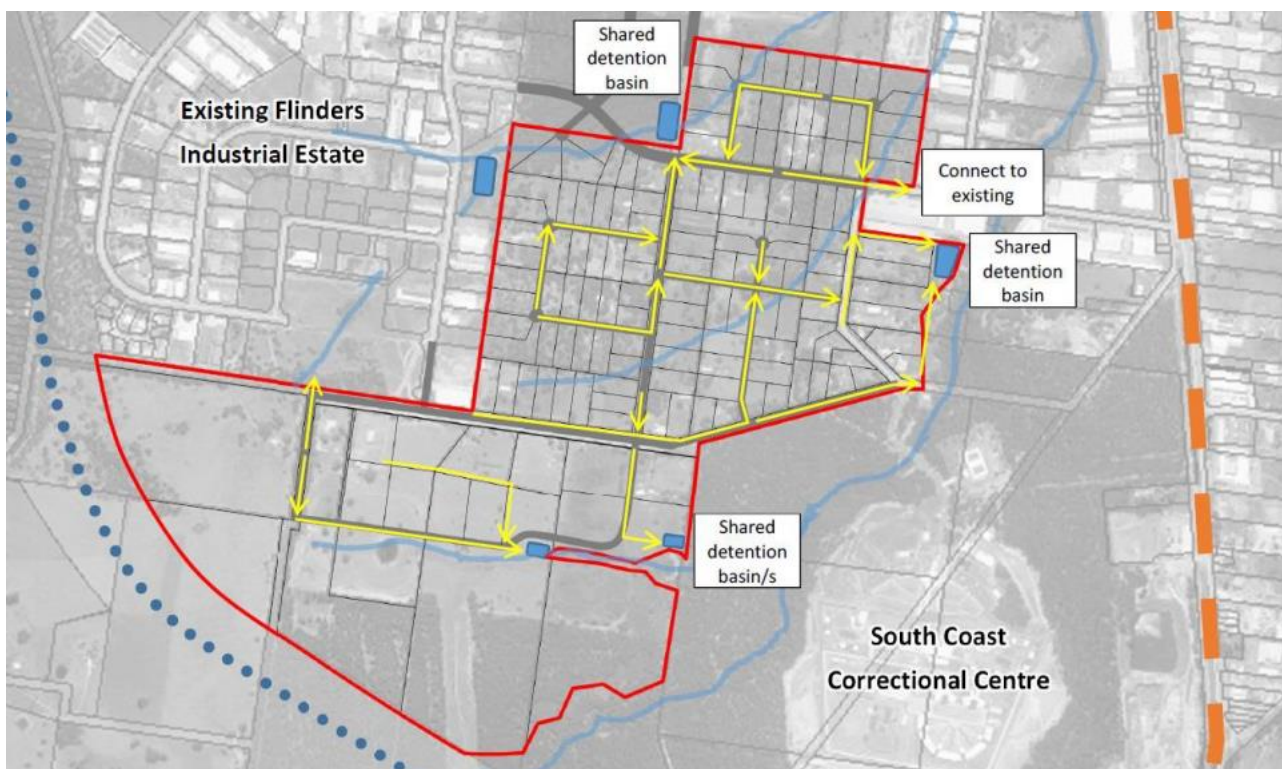 Shared
detention
basin
Existing Flinders
Industrial Estate
Connect to
existing
Shared
detention
basin
Shared
detention
basin/s
South Coast
Correctional Centre